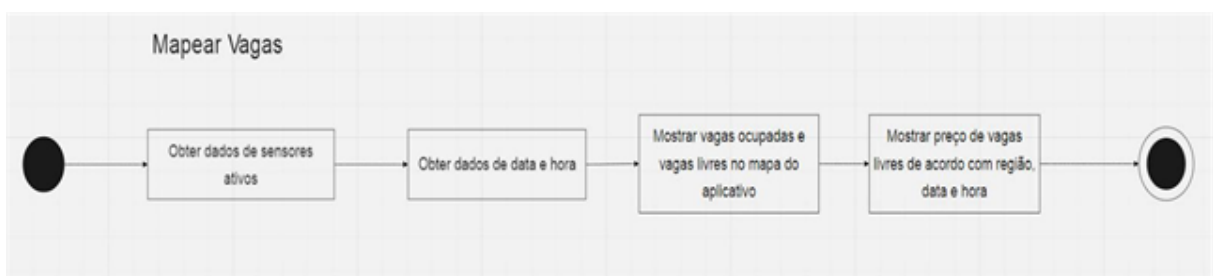 Mapear Vagas
Obter dados de sensores
ativos
Obter dados de data e hora
Mostrar vagas ocupadas e
vagas livres no mapa do
aplicativo
Mostrar preço de vagas
livres de acordo com região,
data e hora